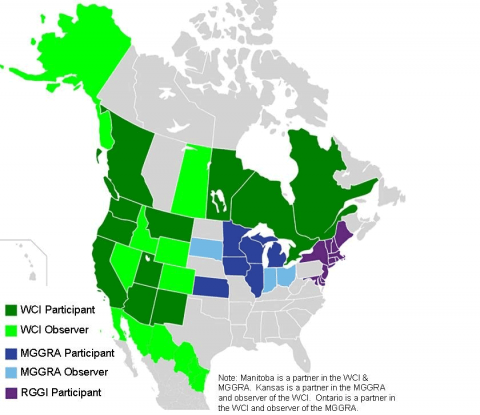 WCI Participant
WCI Observer
MGGRA Participant
MGGRA Observer
RGGI Participant
Note: Manitoba is a partner in the WCI &
MGGRA. Kansas is a partner in the MGGRA
and observer of the WCI. Ontario is a partner in
the WCI and observer of the MGGRA.